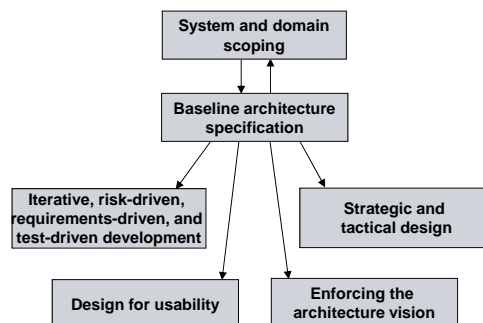 System and domain
scoping
Baseline architecture
specification
Iterative, risk-driven,
requirements-driven, and
test-driven development
Strategic and
tactical design
Design for usability
Enforcing the
architecture vision